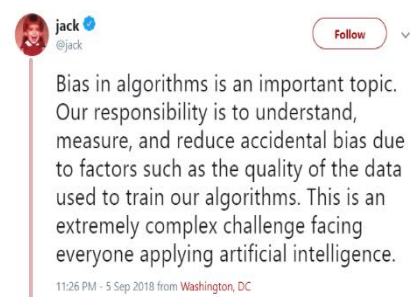 jack
@jack
Follow
Bias in algorithms is an important topic.
Our responsibility is to understand,
measure, and reduce accidental bias due
to factors such as the quality of the data
used to train our algorithms. This is an
extremely complex challenge facing
everyone applying artificial intelligence.
11:26 PM - 5 Sep 2018 from Washington, DC